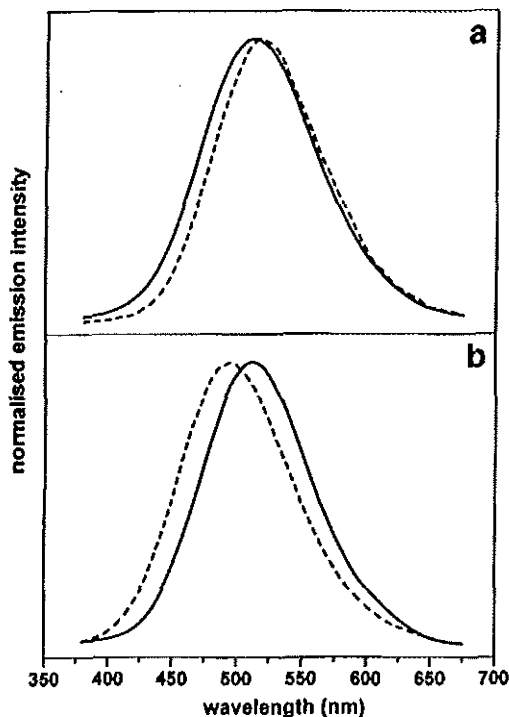 a
b
normalised emission intensity
350 400 450 500 550 600 650 700
wavelength (nm)